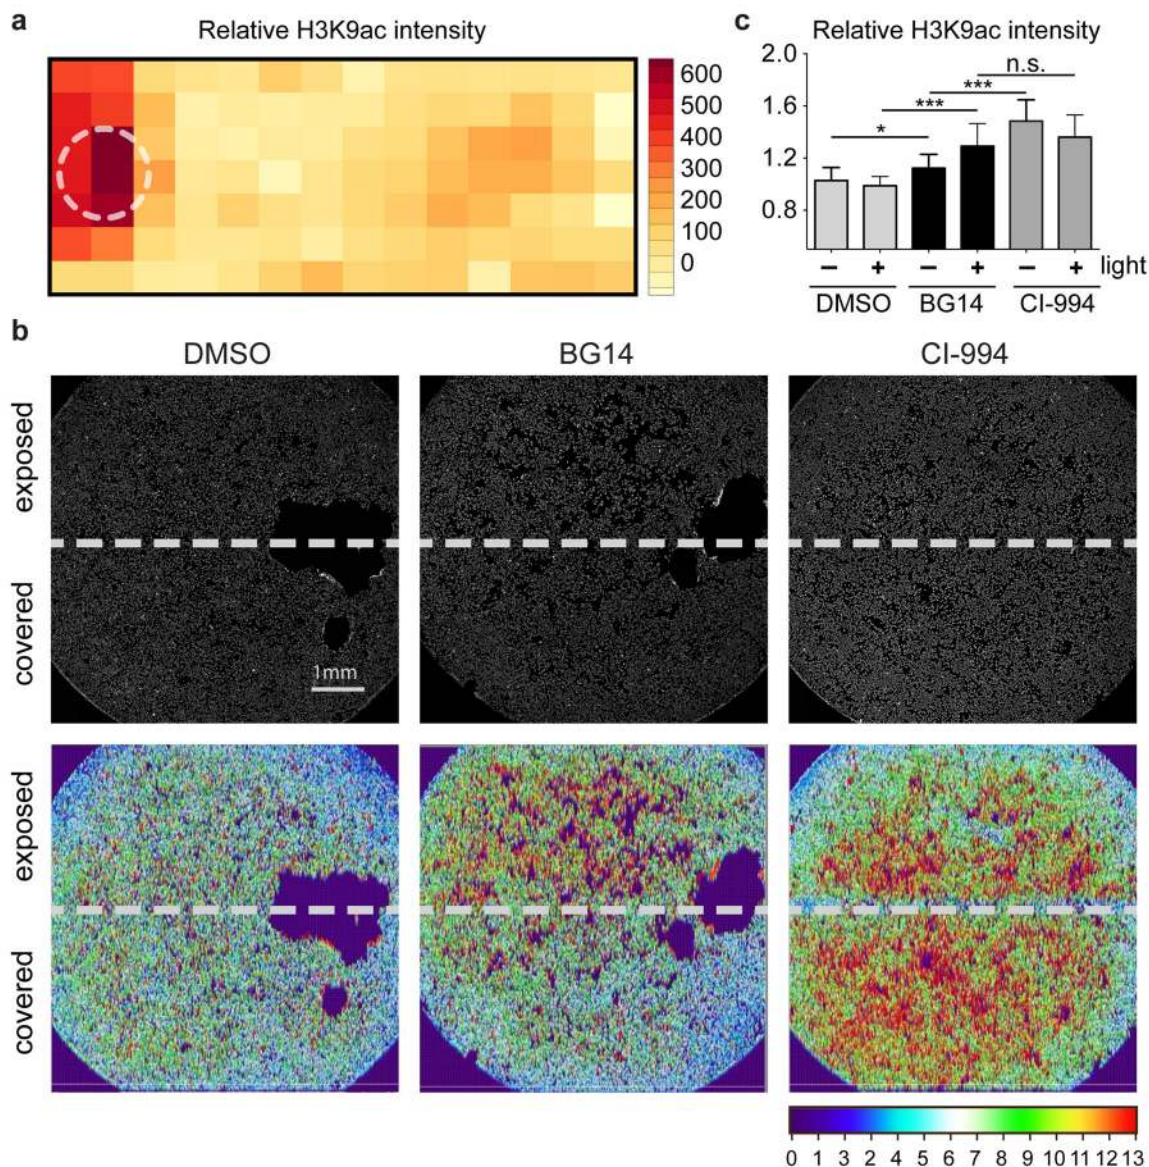 a
Relative H3K9ac intensity
600
500
400
300
200
100
0
c
Relative H3K9ac intensity
2.0
1.6
1.2
0.8
n.s.
***
***
*
– + – + – + light
DMSO BG14 CI-994
b
DMSO BG14 CI-994
exposed
covered
1mm
exposed
covered
0 1 3 2 4 5 6 7 8 9 10 11 12 13